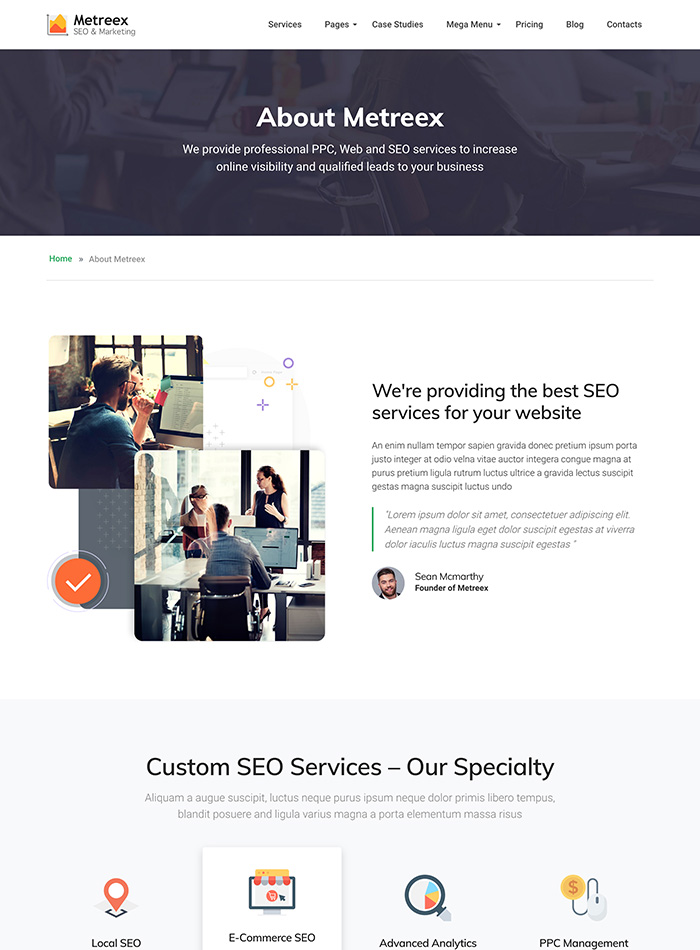 Metreex
SEO & Marketing
Services
Pages
Case Studies
Mega Menu
Pricing
Blog
Contacts
About Metreex
We provide professional PPC, Web and SEO services to increase
online visibility and qualified leads to your business
Home » About Metreex
We're providing the best SEO
services for your website
An enim nullam tempor sapien gravida donec pretium ipsum porta
justo integer at odio velna vitae auctor integera congue magna at
purus pretium ligula rutrum luctus ultrice a gravida lectus suscipit
gestas magna suscipit luctus undo
"Lorem ipsum dolor sit amet, consectetuer adipiscing elit.
Aenean magna ligula eget dolor suscipit egestas at viverra
dolor iaculis luctus magna suscipit egestas "
Sean Mcmarthy
Founder of Metreex
Custom SEO Services – Our Specialty
Aliquam a augue suscipit, luctus neque purus ipsum neque dolor primis libero tempus,
blandit posuere and ligula varius magna a porta elementum massa risus
$
Local SEO
E-Commerce SEO
Advanced Analytics
PPC Management